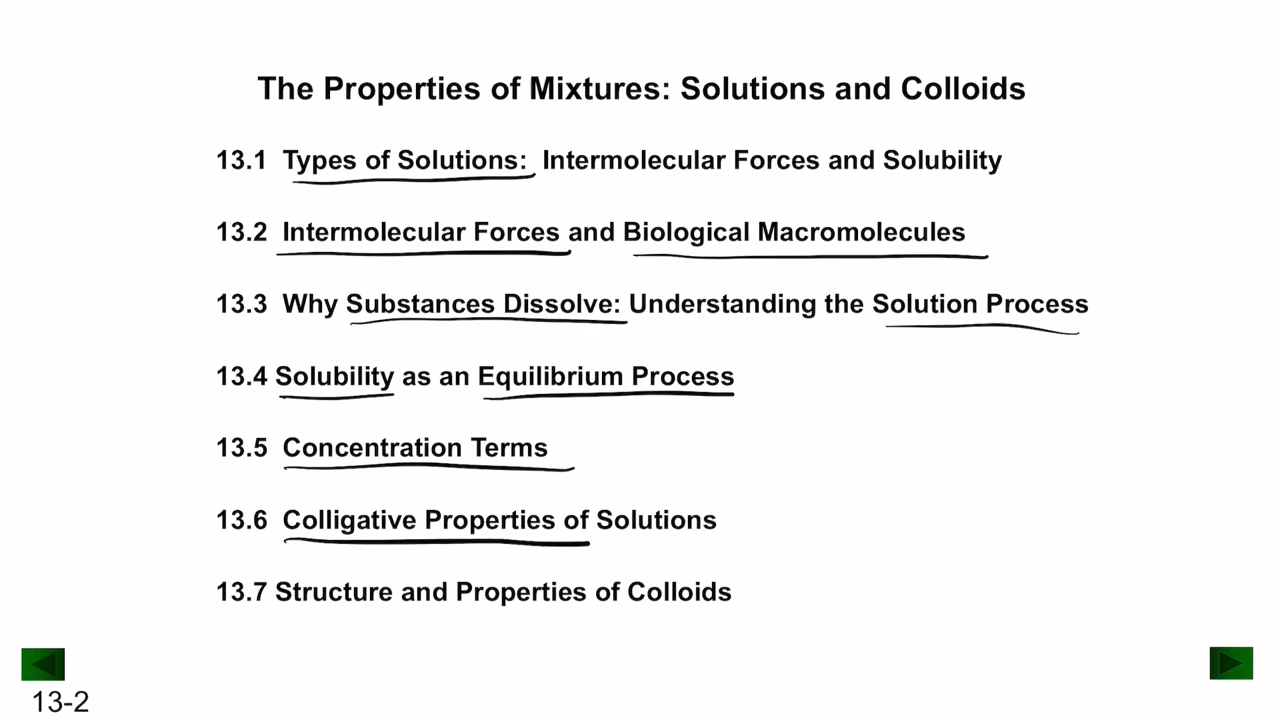 The Properties of Mixtures: Solutions and Colloids
13.1 Types of Solutions: Intermolecular Forces and Solubility
13.2 Intermolecular Forces and Biological Macromolecules
13.3 Why Substances Dissolve: Understanding the Solution Process
13.4 Solubility as an Equilibrium Process
13.5 Concentration Terms
13.6 Colligative Properties of Solutions
13.7 Structure and Properties of Colloids
13-2